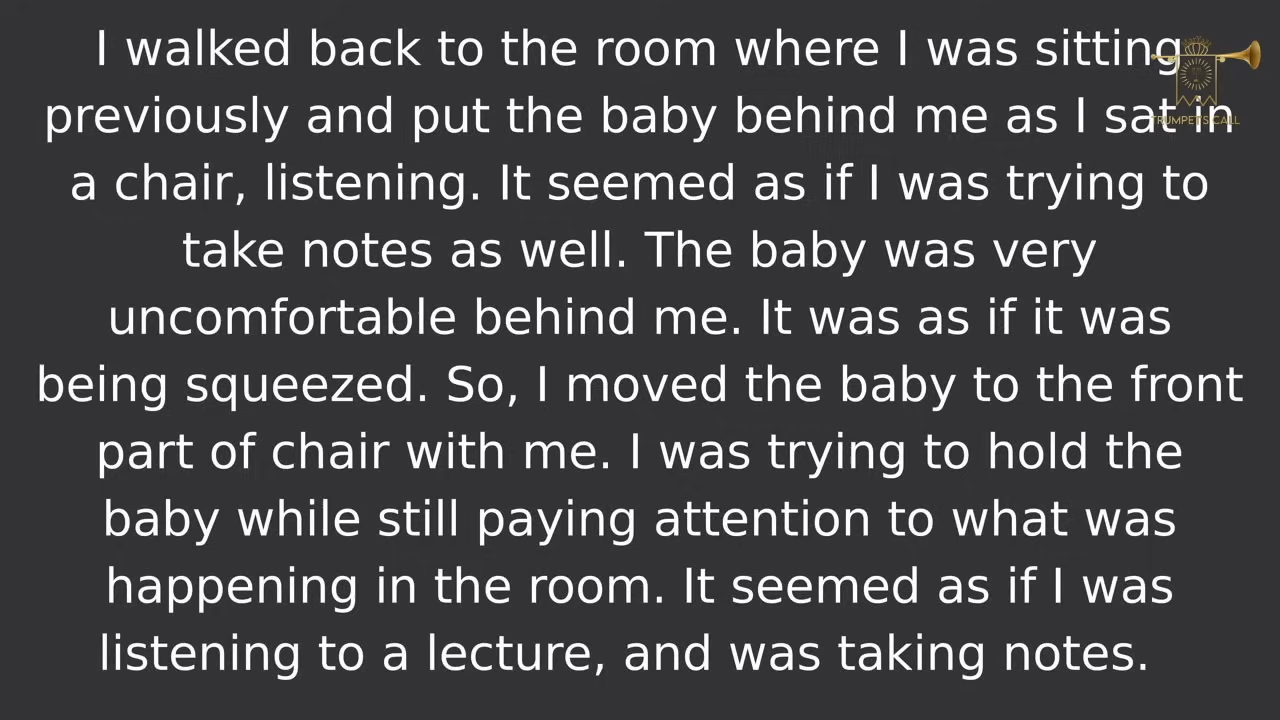 I walked back to the room where I was sitting
previously and put the baby behind me as I sat in
a chair, listening. It seemed as if I was trying to
take notes as well. The baby was very
uncomfortable behind me. It was as if it was
being squeezed. So, I moved the baby to the front
part of chair with me. I was trying to hold the
baby while still paying attention to what was
happening in the room. It seemed as if I was
listening to a lecture, and was taking notes.
TRUMPETS CALL